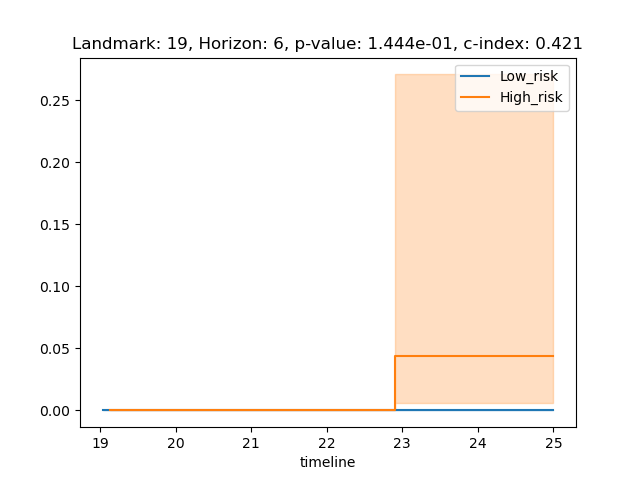 Landmark: 19, Horizon: 6, p-value: 1.444e-01, c-index: 0.421
Low_risk
High_risk
0.25
0.20
0.15
0.10
0.05
0.00
19 20 21 22 23 24 25
timeline